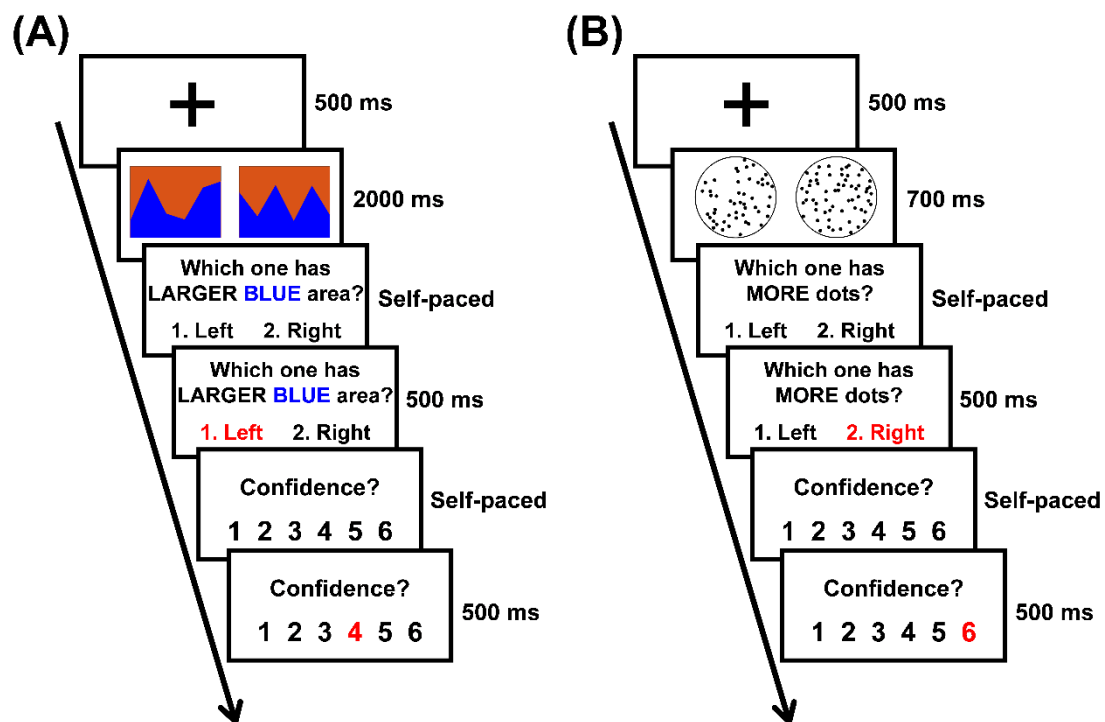 (A)
500 ms
2000 ms
Which one has
LARGER BLUE area?
1. Left 2. Right
Self-paced
Which one has
LARGER BLUE area?
1. Left 2. Right
500 ms
Confidence?
1 2 3 4 5 6
Self-paced
Confidence?
1 2 3 4 5 6
500 ms
(B)
500 ms
700 ms
Which one has
MORE dots?
1. Left 2. Right
Self-paced
Which one has
MORE dots?
1. Left 2. Right
500 ms
Confidence?
1 2 3 4 5 6
Self-paced
Confidence?
1 2 3 4 5 6
500 ms